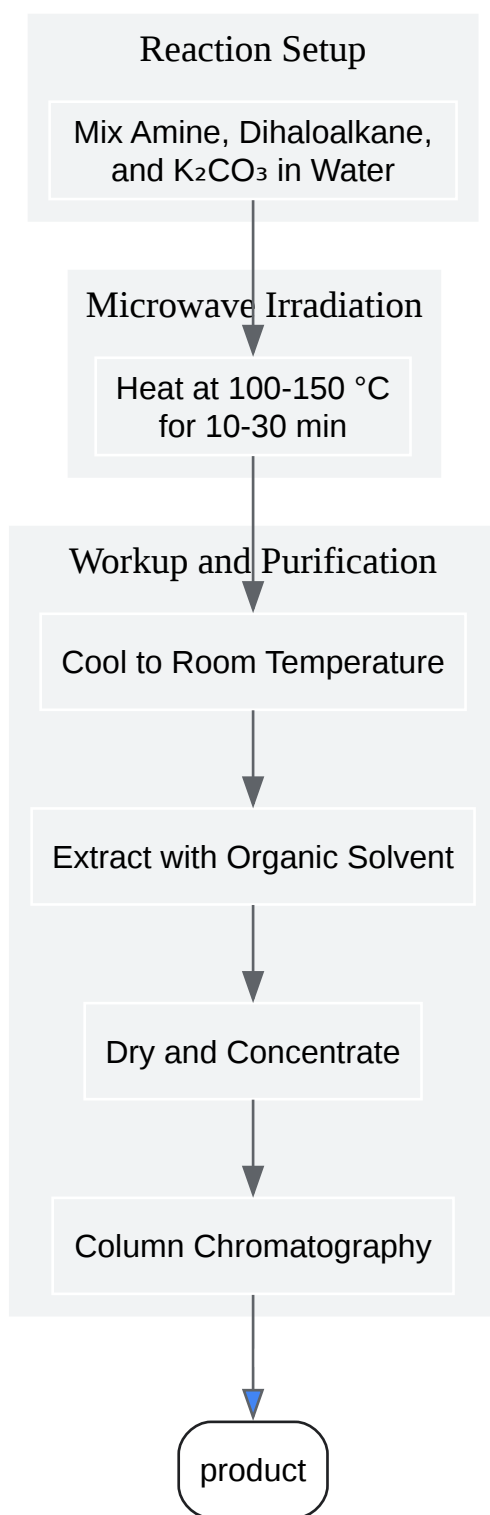 Reaction Setup
Mix Amine, Dihaloalkane,
and K₂CO₃ in Water
Microwave Irradiation
Heat at 100-150 °C
for 10-30 min
Workup and Purification
Cool to Room Temperature
Extract with Organic Solvent
Dry and Concentrate
Column Chromatography
product